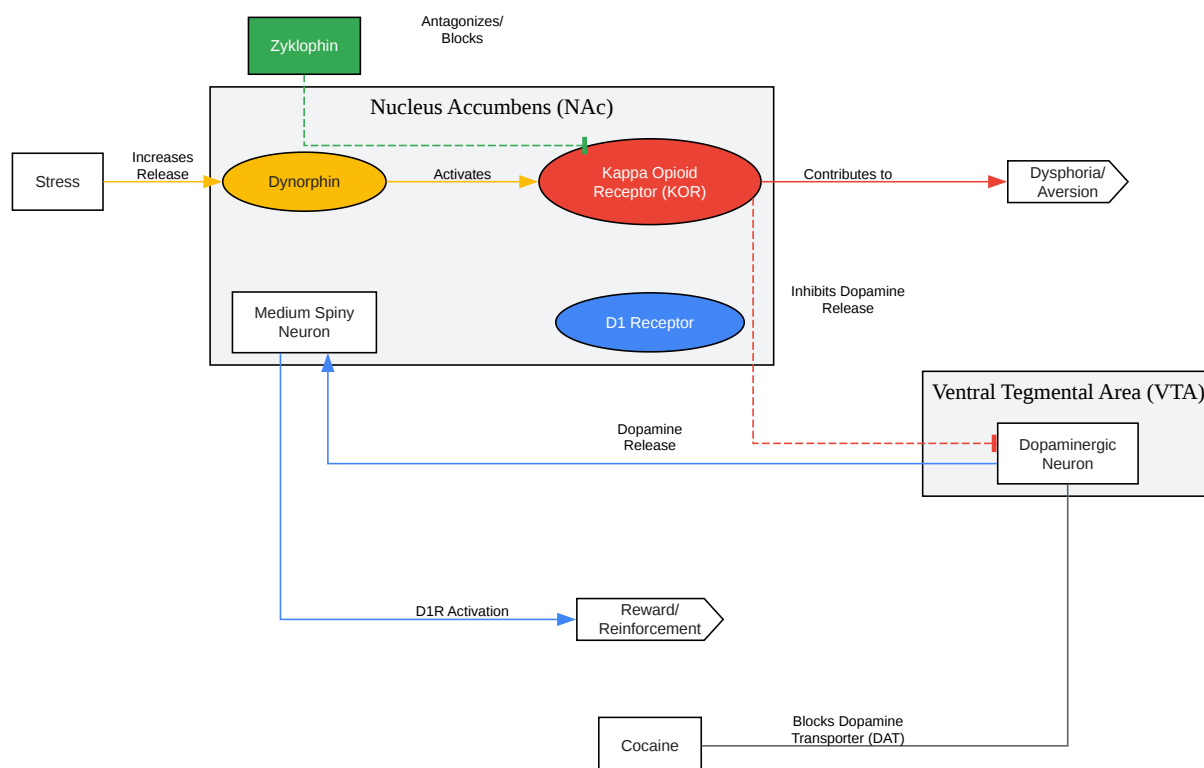 Zyklophin
Antagonizes/
Blocks
Nucleus Accumbens (NAc)
Stress
Increases
Release
Dynorphin
Activates
Kappa Opioid
Receptor (KOR)
Contributes to
Dysphoria/
Aversion
Medium Spiny
Neuron
D1 Receptor
Inhibits Dopamine
Release
Ventral Tegmental Area (VTA)
Dopamine
Release
Dopaminergic
Neuron
D1R Activation
Reward/
Reinforcement
Cocaine
Blocks Dopamine
Transporter (DAT)